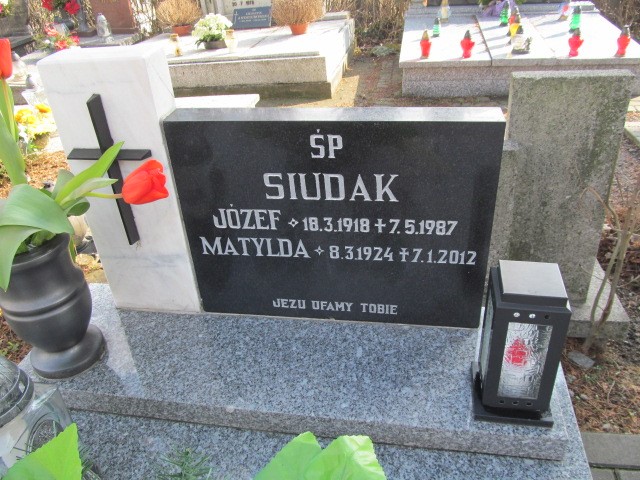 ŚP
SIUDAK
JÓZEF ✧ 18.3.1918 + 7.5.1987
MATYLDA ✧ 8.3.1924 + 7.1.2012
JEZU UFAMY TOBIE